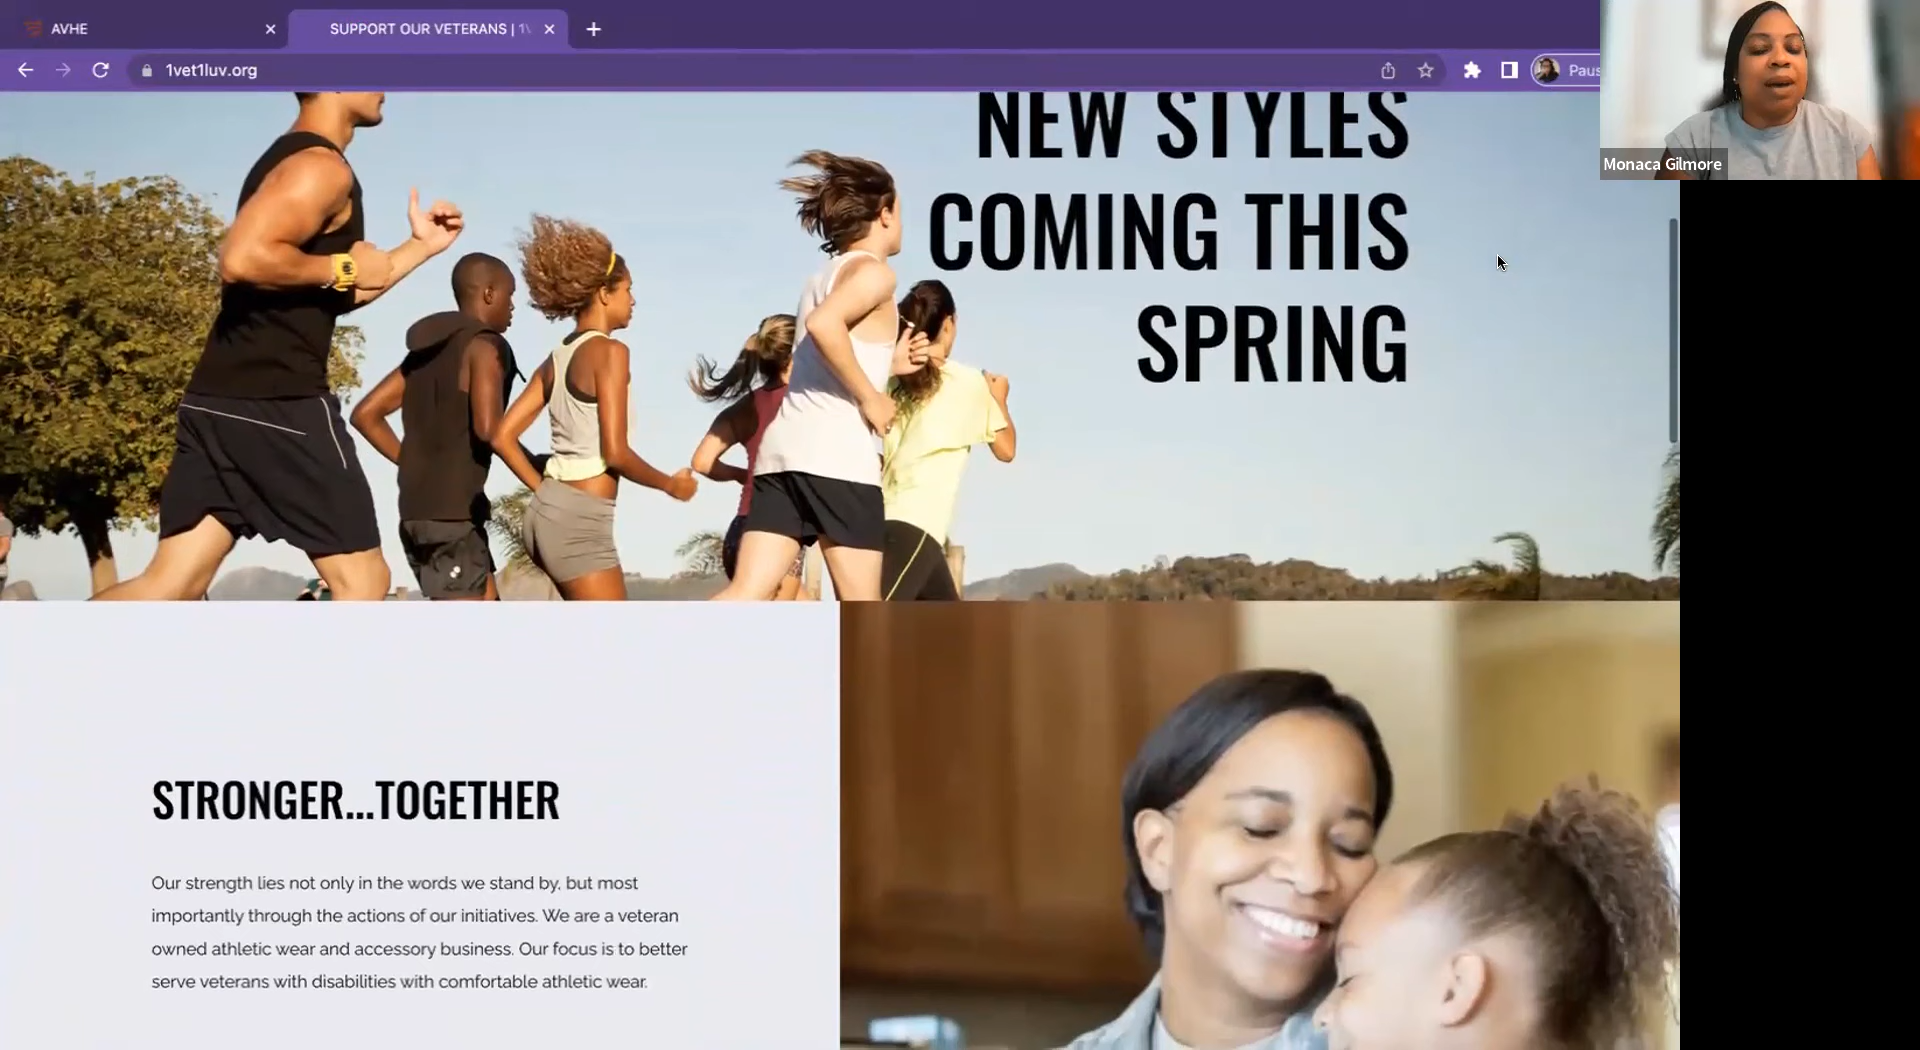 AVHE
SUPPORT OUR VETERANS | 1
1vet1luv.org
Paus
Monaca Gilmore
NEW STYLES
COMING THIS
SPRING
STRONGER...TOGETHER
Our strength lies not only in the words we stand by, but most
importantly through the actions of our initiatives. We are a veteran
owned athletic wear and accessory business. Our focus is to better
serve veterans with disabilities with comfortable athletic wear.